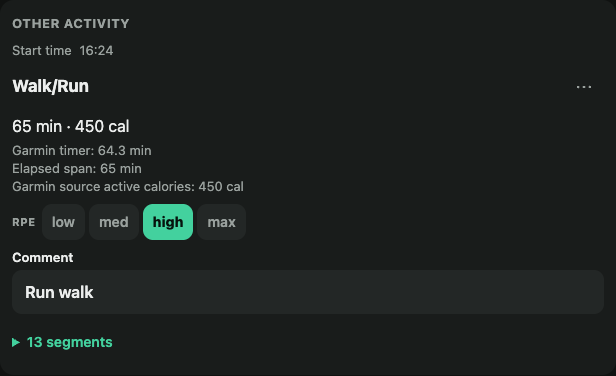 OTHER ACTIVITY
Start time 16:24
Walk/Run
...
65 min · 450 cal
Garmin timer: 64.3 min
Elapsed span: 65 min
Garmin source active calories: 450 cal
RPE low med high max
Comment
Run walk
▶ 13 segments